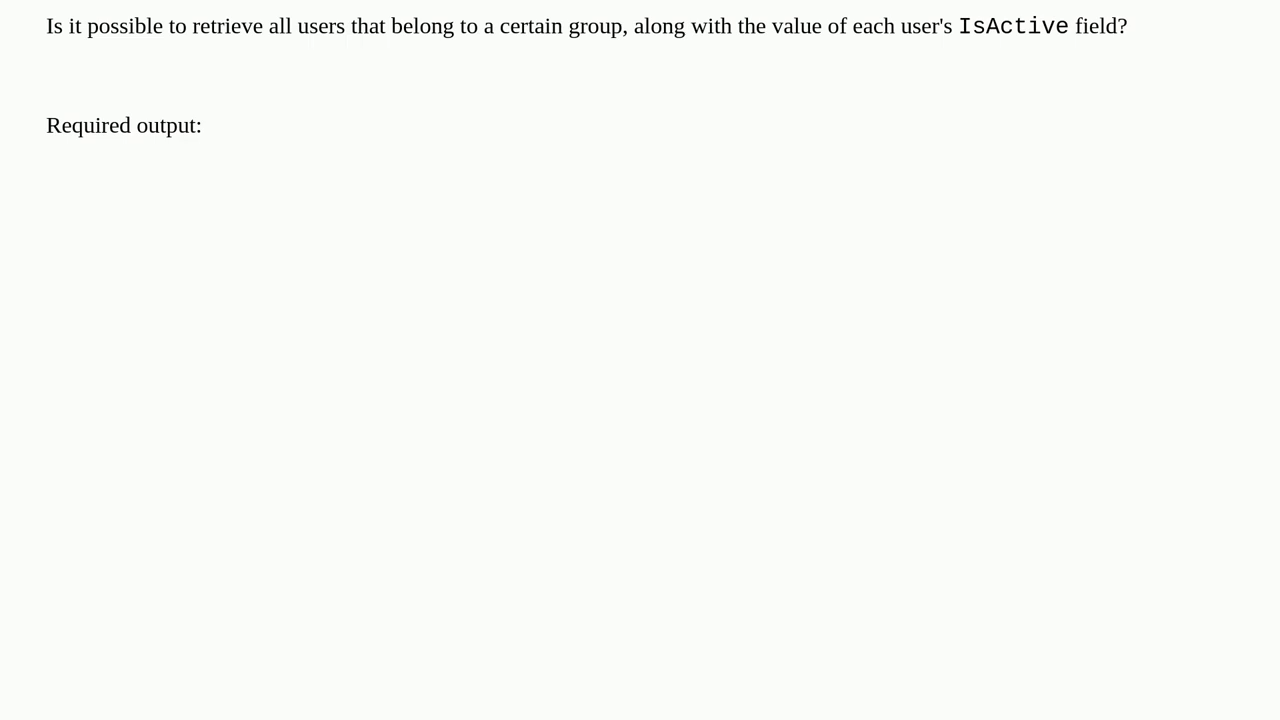 Is it possible to retrieve all users that belong to a certain group, along with the value of each user's IsActive field?
Required output: